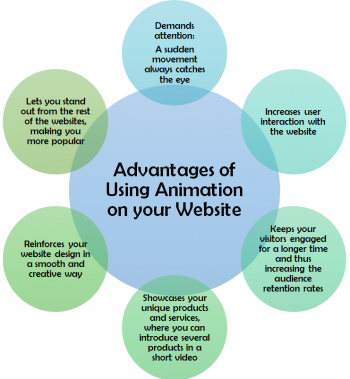 Demands
attention:
A sudden
movement
always catches
the eye
Lets you stand
out from the rest
of the websites,
making you
more popular
Increases user
interaction with
the website
Advantages of
Using Animation
on your Website
Reinforces your
website design in
a smooth and
creative way
Keeps your
visitors engaged
for a longer time
and thus
increasing the
audience
retention rates
Showcases your
unique products
and services,
where you can
introduce several
products in a
short video